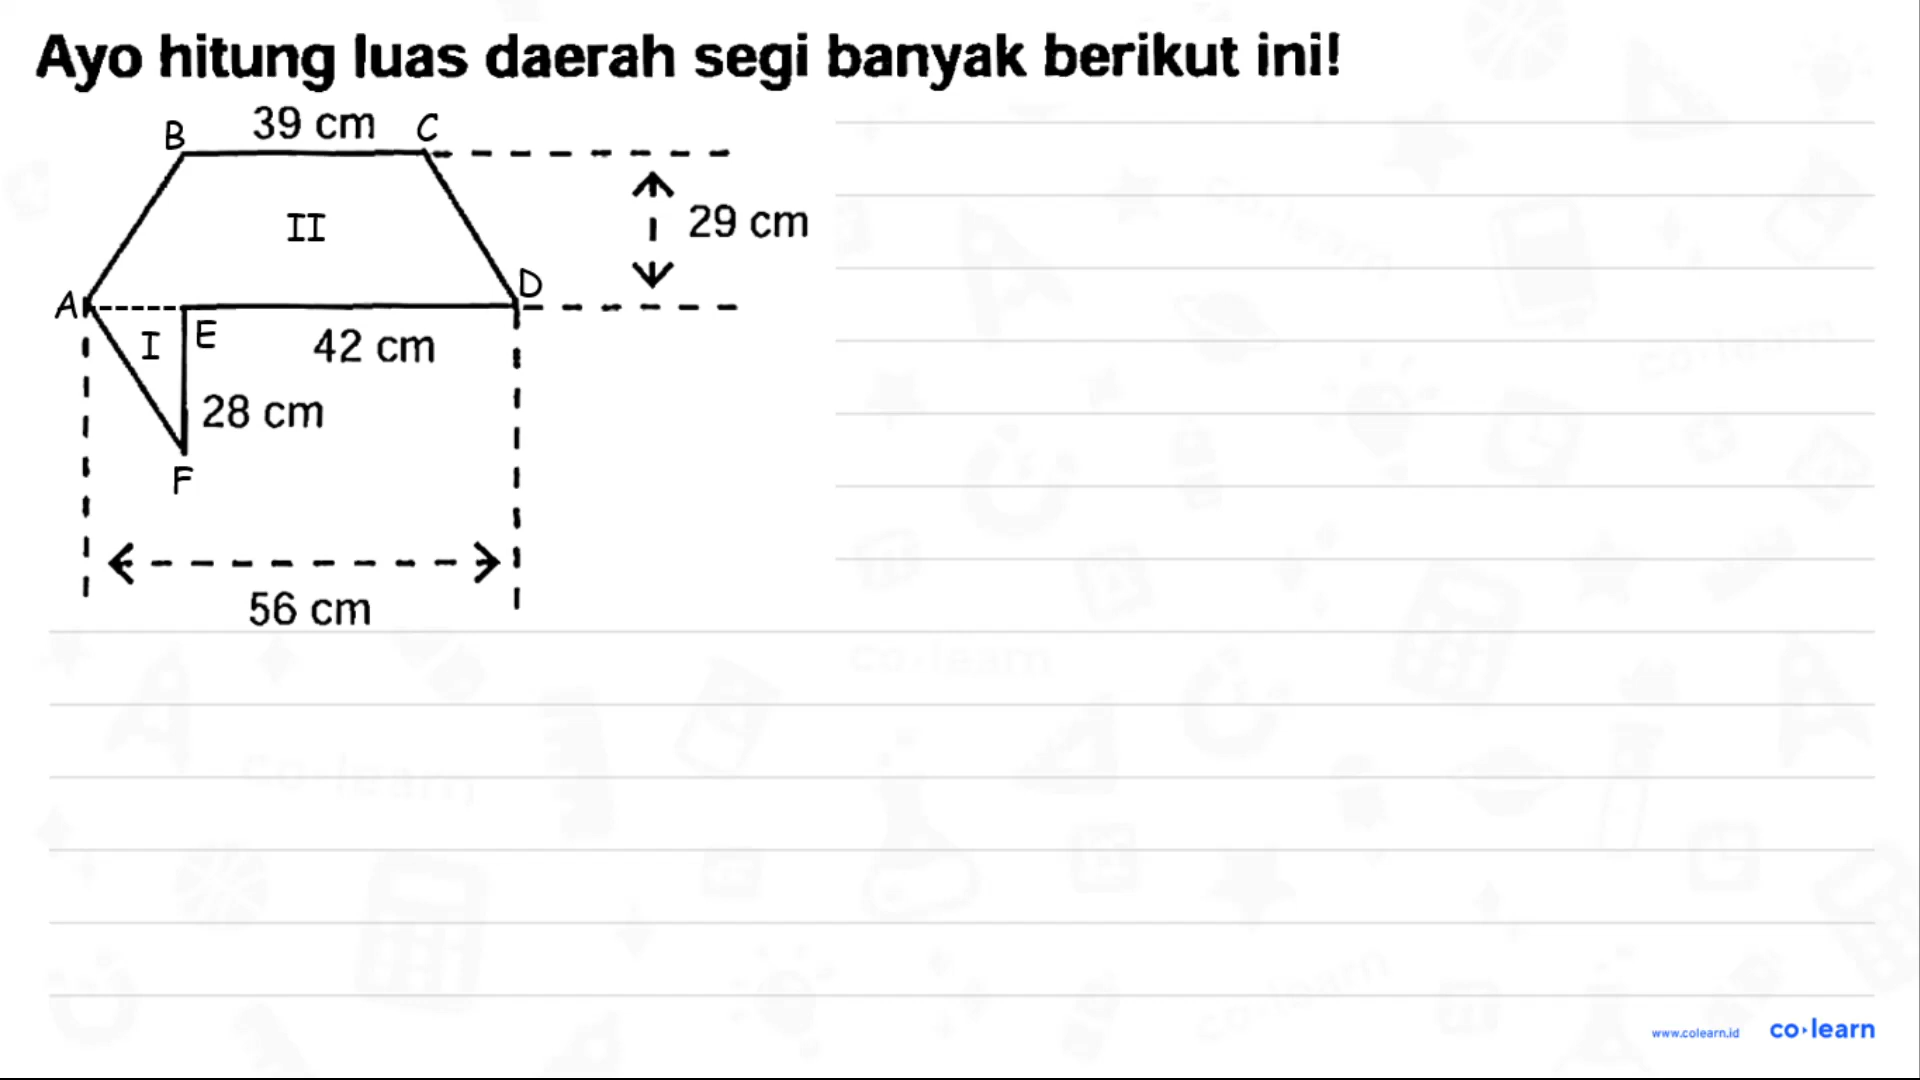 Ayo hitung luas daerah segi banyak berikut ini!
B 39 cm C
II
29 cm
A D
I E 42 cm
28 cm
F
56 cm
www.colearn.id co·learn